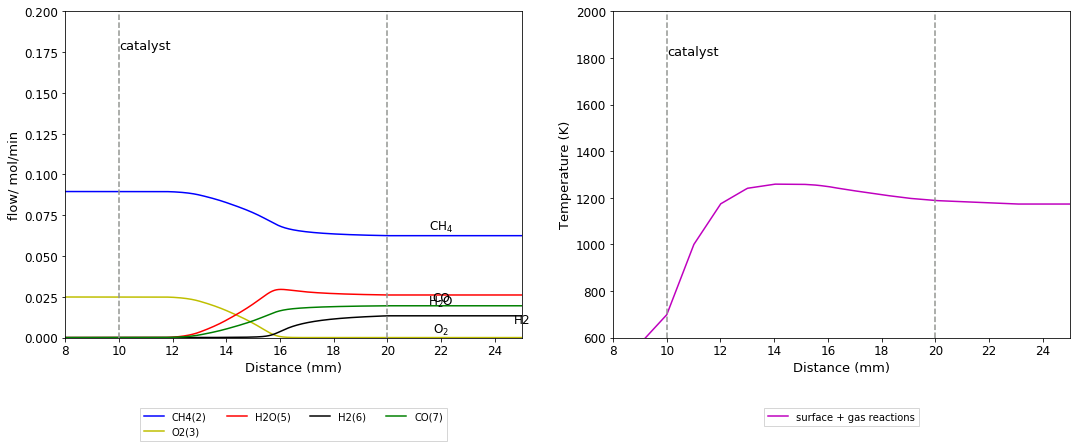 0.200
0.175
0.150
0.125
0.100
0.075
0.050
0.025
0.000
flow/ mol/min
catalyst
CH₄
CO
H₂O
H2
O₂
8 10 12 14 16 18 20 22 24
Distance (mm)
CH4(2) H2O(5) H2(6) CO(7)
O2(3)
2000
1800
1600
1400
1200
1000
800
600
Temperature (K)
catalyst
8 10 12 14 16 18 20 22 24
Distance (mm)
surface + gas reactions